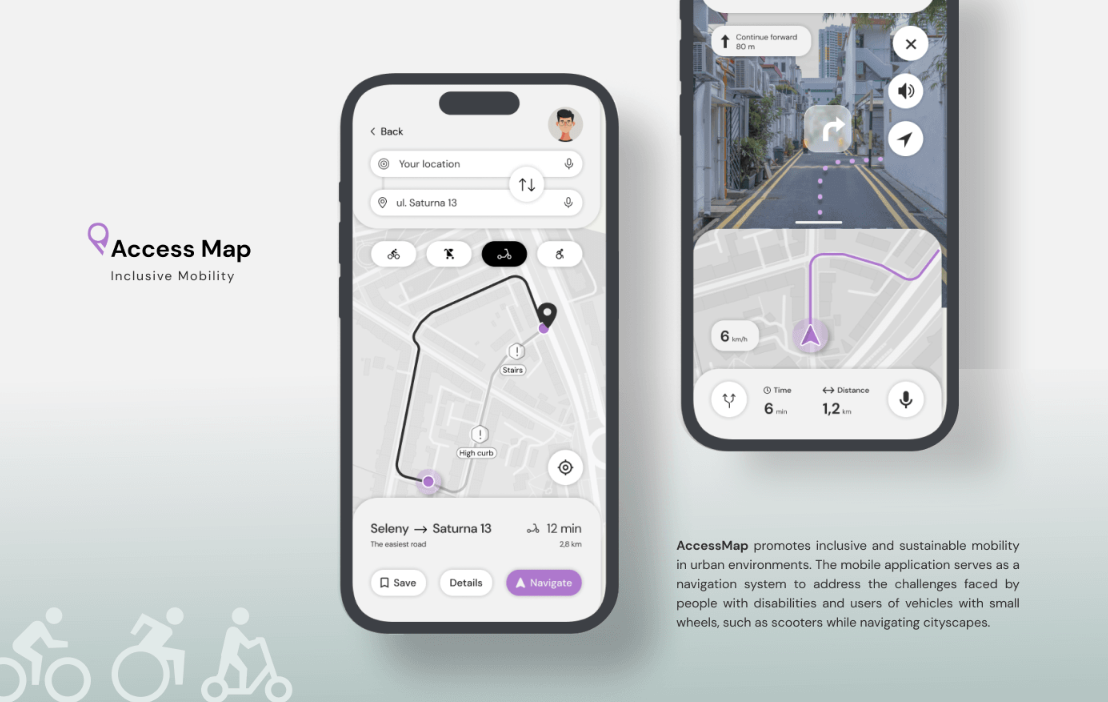 Access Map
Inclusive Mobility
Back
Your location
ul. Saturna 13
!
Stairs
!
High curb
Seleny → Saturna 13
12 min
The easiest road
2,8 km
Save
Details
Navigate
Continue forward
80 m
6 km/h
Time
Distance
6 min
1,2 km
AccessMap promotes inclusive and sustainable mobility
in urban environments. The mobile application serves as a
navigation system to address the challenges faced by
people with disabilities and users of vehicles with small
wheels, such as scooters while navigating cityscapes.